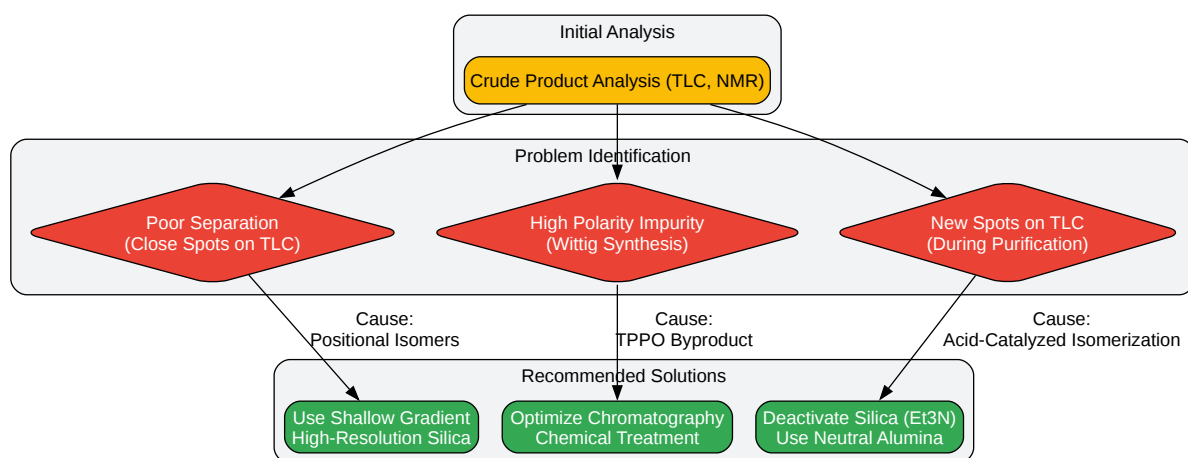 Initial Analysis
Crude Product Analysis (TLC, NMR)
Problem Identification
Poor Separation
(Close Spots on TLC)
High Polarity Impurity
(Wittig Synthesis)
New Spots on TLC
(During Purification)
Cause:
Positional Isomers
Cause:
TPPO Byproduct
Cause:
Acid-Catalyzed Isomerization
Recommended Solutions
Use Shallow Gradient
High-Resolution Silica
Optimize Chromatography
Chemical Treatment
Deactivate Silica (Et3N)
Use Neutral Alumina